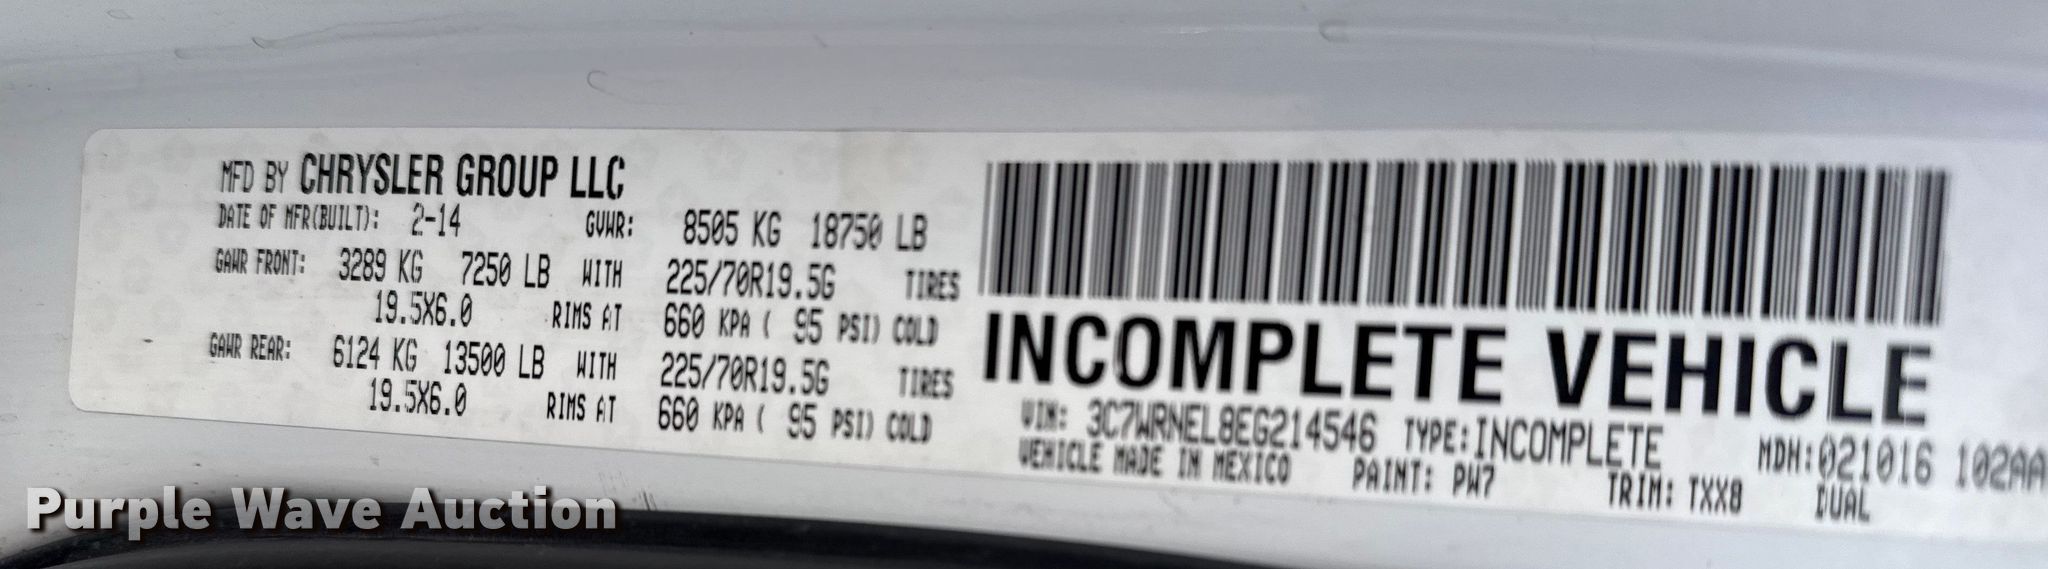 MFD BY CHRYSLER GROUP LLC
DATE OF MFR(BUILT): 2-14 GVWR: 8505 KG 18750 LB
GAWR FRONT: 3289 KG 7250 LB WITH 225/70R19.5G TIRES
19.5X6.0 RIMS AT 660 KPA ( 95 PSI) COLD
GAWR REAR: 6124 KG 13500 LB WITH 225/70R19.5G TIRES
19.5X6.0 RIMS AT 660 KPA ( 95 PSI) COLD
INCOMPLETE VEHICLE
VIN: 3C7WRNEL8EG214546 TYPE: INCOMPLETE MDH: 021016 102AA
VEHICLE MADE IN MEXICO PAINT: PW7 TRIM: TXX8 DUAL
Purple Wave Auction